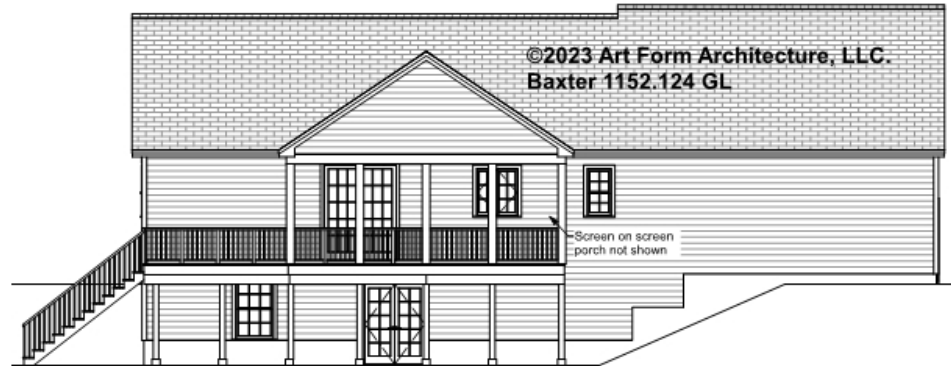 ©2023 Art Form Architecture, LLC.
Baxter 1152.124 GL
Screen on screen
porch not shown